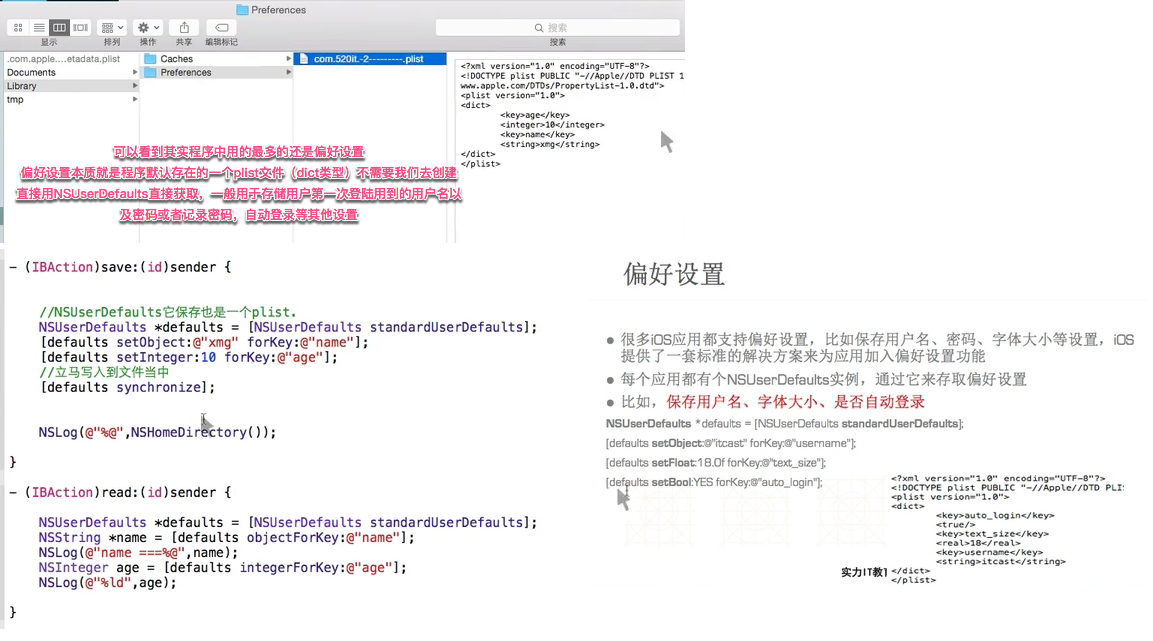 Preferences
搜索
显示
排列
操作
共享
编辑标记
搜索
.com.apple....etadata.plist
Documents
Library
tmp
Caches
Preferences
com.520it.-2---------.plist
<?xml version="1.0" encoding="UTF-8"?>
<!DOCTYPE plist PUBLIC "-//Apple//DTD PLIST 1
www.apple.com/DTDs/PropertyList-1.0.dtd">
<plist version="1.0">
<dict>
<key>age</key>
<integer>10</integer>
<key>name</key>
<string>xmg</string>
</dict>
</plist>
可以看到其实程序中用的最多的还是偏好设置
偏好设置本质就是程序默认存在的一个plist文件（dict类型）不需要我们去创建
直接用NSUserDefaults直接获取，一般用于存储用户第一次登陆用到的用户名以
及密码或者记录密码，自动登录等其他设置
- (IBAction)save:(id)sender {
//NSUserDefaults它保存也是一个plist.
NSUserDefaults *defaults = [NSUserDefaults standardUserDefaults];
[defaults setObject:@"xmg" forKey:@"name"];
[defaults setInteger:10 forKey:@"age"];
//立马写入到文件当中
[defaults synchronize];
NSLog(@"%@",NSHomeDirectory());
}
- (IBAction)read:(id)sender {
NSUserDefaults *defaults = [NSUserDefaults standardUserDefaults];
NSString *name = [defaults objectForKey:@"name"];
NSLog(@"name ===%@",name);
NSInteger age = [defaults integerForKey:@"age"];
NSLog(@"%ld",age);
}
偏好设置
● 很多iOS应用都支持偏好设置，比如保存用户名、密码、字体大小等设置，iOS
提供了一套标准的解决方案来为应用加入偏好设置功能
● 每个应用都有个NSUserDefaults实例，通过它来存取偏好设置
● 比如，保存用户名、字体大小、是否自动登录
NSUserDefaults *defaults = [NSUserDefaults standardUserDefaults];
[defaults setObject:@"itcast" forKey:@"username"];
[defaults setFloat:18.0f forKey:@"text_size"];
[defaults setBool:YES forKey:@"auto_login"];
<?xml version="1.0" encoding="UTF-8"?>
<!DOCTYPE plist PUBLIC "-//Apple//DTD PLIS
<plist version="1.0">
<dict>
<key>auto_login</key>
<true/>
<key>text_size</key>
<real>18</real>
<key>username</key>
<string>itcast</string>
</dict>
</plist>
实力IT教